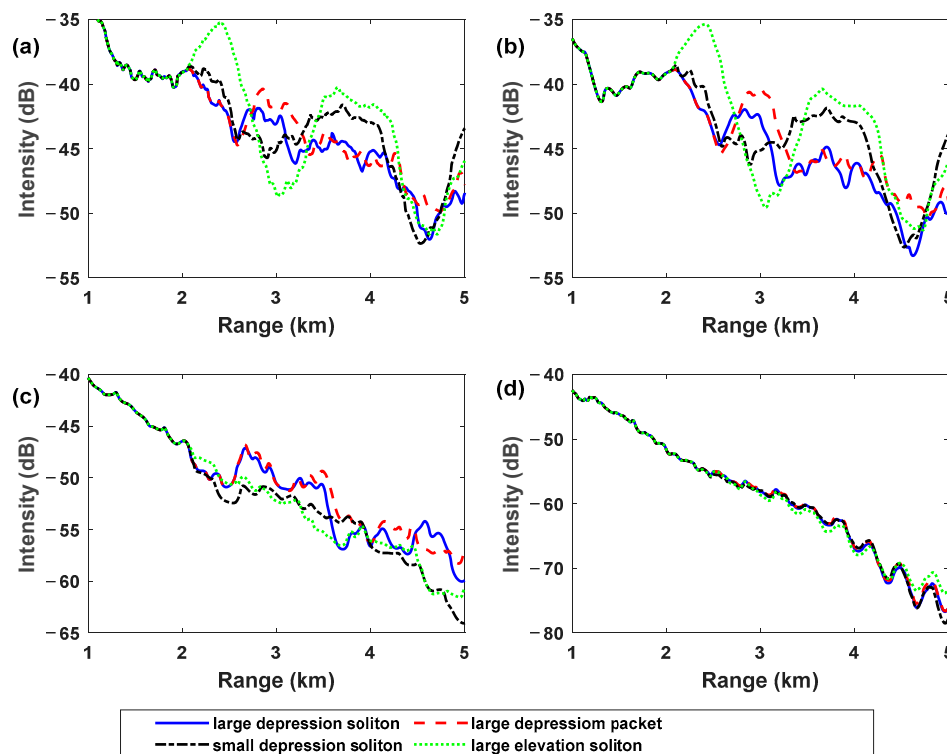 (a)
Intensity (dB)
−35
−40
−45
−50
−55
1 2 3 4 5
Range (km)
(b)
Intensity (dB)
−35
−40
−45
−50
−55
1 2 3 4 5
Range (km)
(c)
Intensity (dB)
−40
−45
−50
−55
−60
−65
1 2 3 4 5
Range (km)
(d)
Intensity (dB)
−40
−50
−60
−70
−80
1 2 3 4 5
Range (km)
large depression soliton large depressiom packet
small depression soliton large elevation soliton